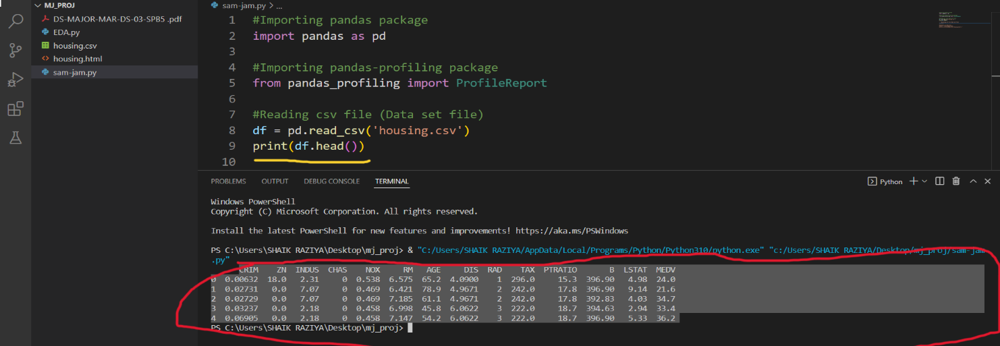 MJ_PROJ
DS-MAJOR-MAR-DS-03-SPB5 .pdf
EDA.py
housing.csv
housing.html
sam-jam.py
sam-jam.py > ...
1 #Importing pandas package
2 import pandas as pd
3
4 #Importing pandas-profiling package
5 from pandas_profiling import ProfileReport
6
7 #Reading csv file (Data set file)
8 df = pd.read_csv('housing.csv')
9 print(df.head())
10
PROBLEMS OUTPUT DEBUG CONSOLE TERMINAL Python
Windows PowerShell
Copyright (C) Microsoft Corporation. All rights reserved.
Install the latest PowerShell for new features and improvements! https://aka.ms/PSWindows
PS C:\Users\SHAIK RAZIYA\Desktop\mj_proj> & "C:/Users/SHAIK RAZIYA/AppData/Local/Programs/Python/Python310/python.exe" "c:/Users/SHAIK RAZIYA/Desktop/mj_proj/sam-jam
.py"
CRIM ZN INDUS CHAS NOX RM AGE DIS RAD TAX PTRATIO B LSTAT MEDV
0 0.00632 18.0 2.31 0 0.538 6.575 65.2 4.0900 1 296.0 15.3 396.90 4.98 24.0
1 0.02731 0.0 7.07 0 0.469 6.421 78.9 4.9671 2 242.0 17.8 396.90 9.14 21.6
2 0.02729 0.0 7.07 0 0.469 7.185 61.1 4.9671 2 242.0 17.8 392.83 4.03 34.7
3 0.03237 0.0 2.18 0 0.458 6.998 45.8 6.0622 3 222.0 18.7 394.63 2.94 33.4
4 0.06905 0.0 2.18 0 0.458 7.147 54.2 6.0622 3 222.0 18.7 396.90 5.33 36.2
PS C:\Users\SHAIK RAZIYA\Desktop\mj_proj>